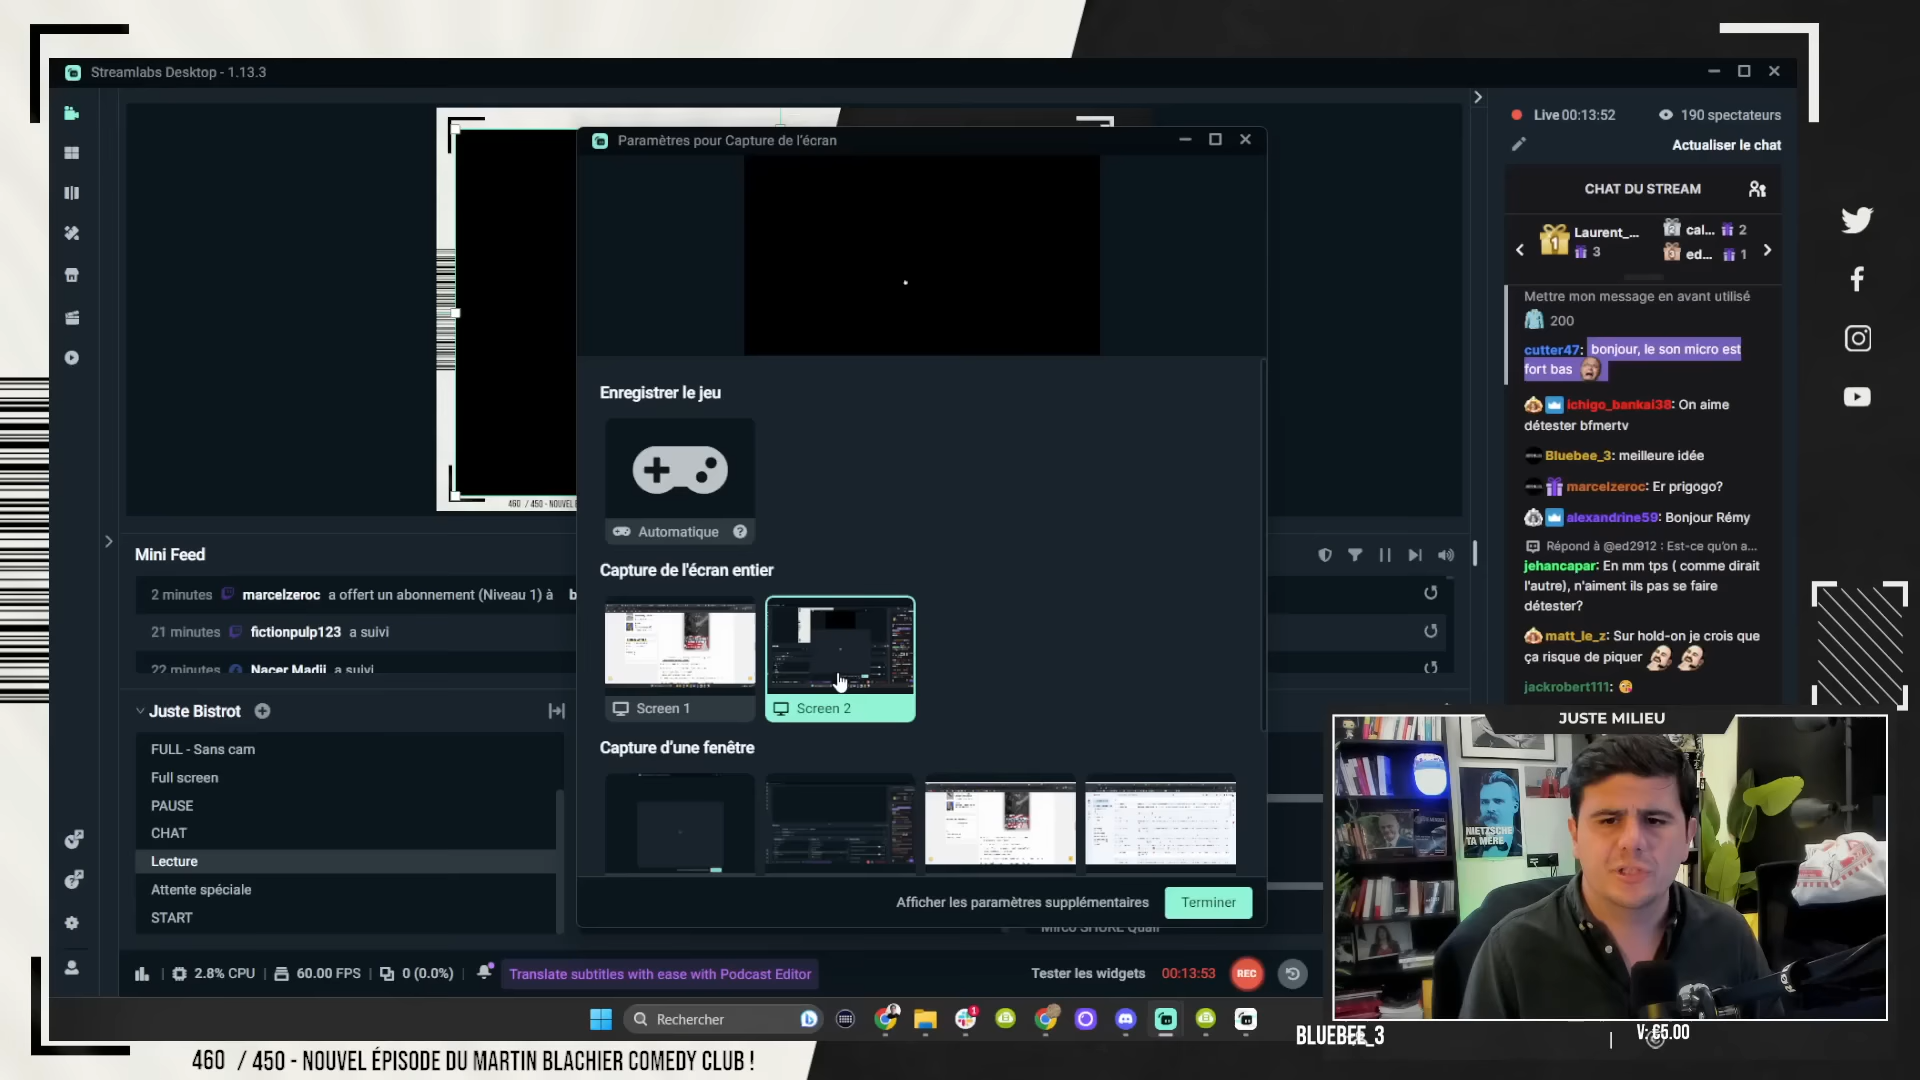 Streamlabs Desktop - 1.13.3
Paramètres pour Capture de l'écran
Live 00:13:52
190 spectateurs
Actualiser le chat
CHAT DU STREAM
1
Laurent_...
3
cal...
2
ed...
1
Mettre mon message en avant utilisé
200
cutter47: bonjour, le son micro est
fort bas
ichigo_bankai38: On aime
détester bfmertv
Bluebee_3: meilleure idée
marcelzeroc: Er prigogo?
alexandrine59: Bonjour Rémy
Répond à @ed2912 : Est-ce qu'on a...
jehancapar: En mm tps ( comme dirait
l'autre), n'aiment ils pas se faire
détester?
matt_le_z: Sur hold-on je crois que
ça risque de piquer
jackrobert111:
Enregistrer le jeu
Automatique
Capture de l'écran entier
Screen 1
Screen 2
Capture d'une fenêtre
Afficher les paramètres supplémentaires
Terminer
Mini Feed
2 minutes marcelzeroc a offert un abonnement (Niveau 1) à b
21 minutes fictionpulp123 a suivi
22 minutes Nacer Madji a suivi
Juste Bistrot
FULL - Sans cam
Full screen
PAUSE
CHAT
Lecture
Attente spéciale
START
2.8% CPU
60.00 FPS
0 (0.0%)
Translate subtitles with ease with Podcast Editor
Tester les widgets
00:13:53
REC
Rechercher
JUSTE MILIEU
NIETZSCHE
TA MÈRE
BLUEBEE_3
460 / 450 - NOUVEL ÉPISODE DU MARTIN BLACHIER COMEDY CLUB !